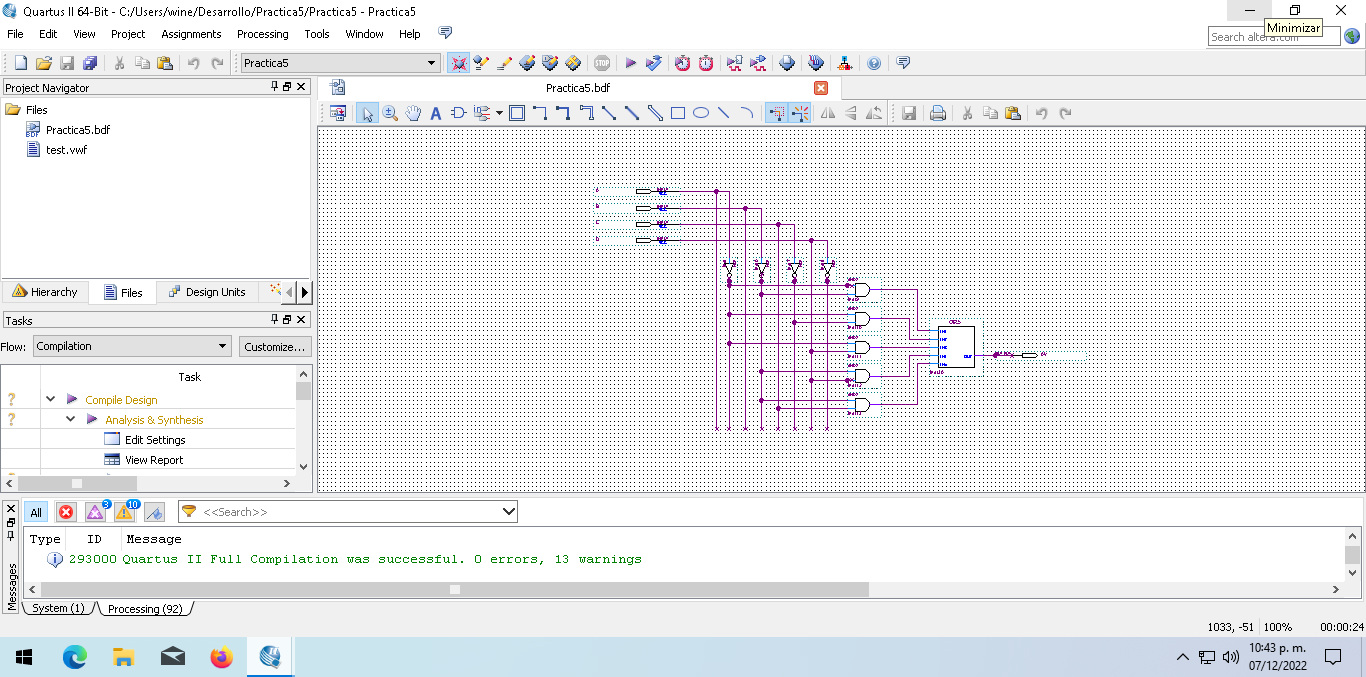 Quartus II 64-Bit - C:/Users/wine/Desarrollo/Practica5/Practica5 - Practica5
File Edit View Project Assignments Processing Tools Window Help
Search altera.com
Minimizar
Practica5
Project Navigator
Files
Practica5.bdf
test.vwf
Hierarchy Files Design Units
Tasks
Flow: Compilation Customize...
Task
? Compile Design
? Analysis & Synthesis
Edit Settings
View Report
Practica5.bdf
A
B
C
D
OUT
All 3 10 <<Search>>
Type ID Message
293000 Quartus II Full Compilation was successful. 0 errors, 13 warnings
Messages
System (1) Processing (92)
1033, -51 100% 00:00:24
10:43 p. m.
07/12/2022